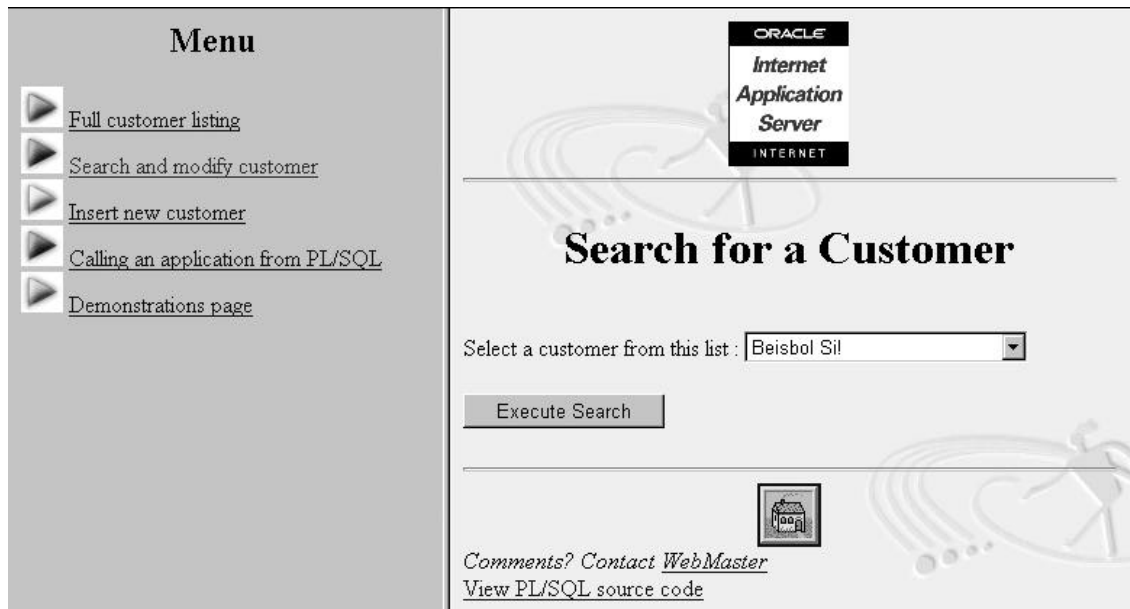 Menu
Full customer listing
Search and modify customer
Insert new customer
Calling an application from PL/SQL
Demonstrations page
ORACLE
Internet
Application
Server
INTERNET
Search for a Customer
Select a customer from this list : Beisbol Si!
Execute Search
Comments? Contact WebMaster
View PL/SQL source code